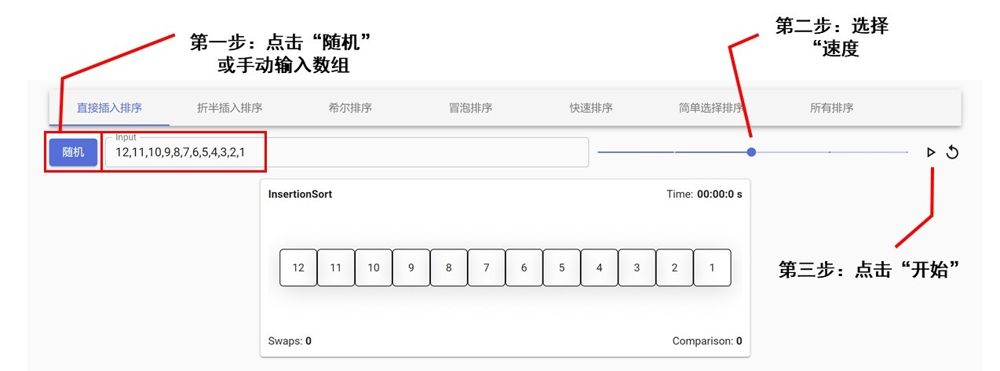 第一步：点击“随机”
或手动输入数组
第二步：选择
“速度
直接插入排序
折半插入排序
希尔排序
冒泡排序
快速排序
简单选择排序
所有排序
随机
Input
12,11,10,9,8,7,6,5,4,3,2,1
InsertionSort
Time: 00:00:0 s
12 11 10 9 8 7 6 5 4 3 2 1
第三步：点击“开始”
Swaps: 0
Comparison: 0